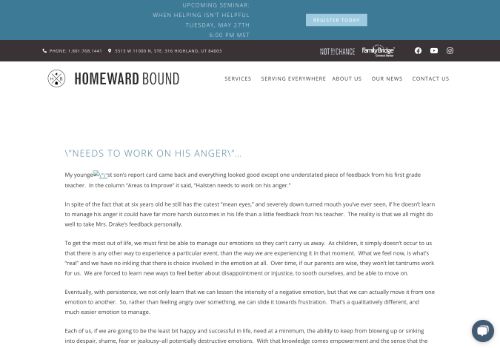 UPCOMING SEMINAR:
WHEN HELPING ISN'T HELPFUL
TUESDAY, MAY 27TH
6:00 PM MST
REGISTER TODAY
PHONE: 1.801.768.1441
5513 W 11000 N, STE. 316 HIGHLAND, UT 84003
NOT BY CHANCE
FamilyBridge
HOMEWARD BOUND
SERVICES
SERVING EVERYWHERE
ABOUT US
OUR NEWS
CONTACT US
\"NEEDS TO WORK ON HIS ANGER\"...
My younge\"\"st son's report card came back and everything looked good except one understated piece of feedback from his first grade
teacher. In the column "Areas to Improve" it said, "Halsten needs to work on his anger."
In spite of the fact that at six years old he still has the cutest "mean eyes," and severely down turned mouth you've ever seen, if he doesn't learn
to manage his anger it could have far more harsh outcomes in his life than a little feedback from his teacher. The reality is that we all might do
well to take Mrs. Drake's feedback personally.
To get the most out of life, we must first be able to manage our emotions so they can't carry us away. As children, it simply doesn't occur to us
that there is any other way to experience a particular event, than the way we are experiencing it in that moment. What we feel now, is what's
"real" and we have no inkling that there is choice involved in the emotion at all. Over time, if our parents are wise, they won't let tantrums work
for us. We are forced to learn new ways to feel better about disappointment or injustice, to sooth ourselves, and be able to move on.
Eventually, with persistence, we not only learn that we can lessen the intensity of a negative emotion, but that we can actually move it from one
emotion to another. So, rather than feeling angry over something, we can slide it towards frustration. That's a qualitatively different, and
much easier emotion to manage.
Each of us, if we are going to be the least bit happy and successful in life, need at a minimum, the ability to keep from blowing up or sinking
into despair, shame, fear or jealousy–all potentially destructive emotions. With that knowledge comes empowerment and the sense that the